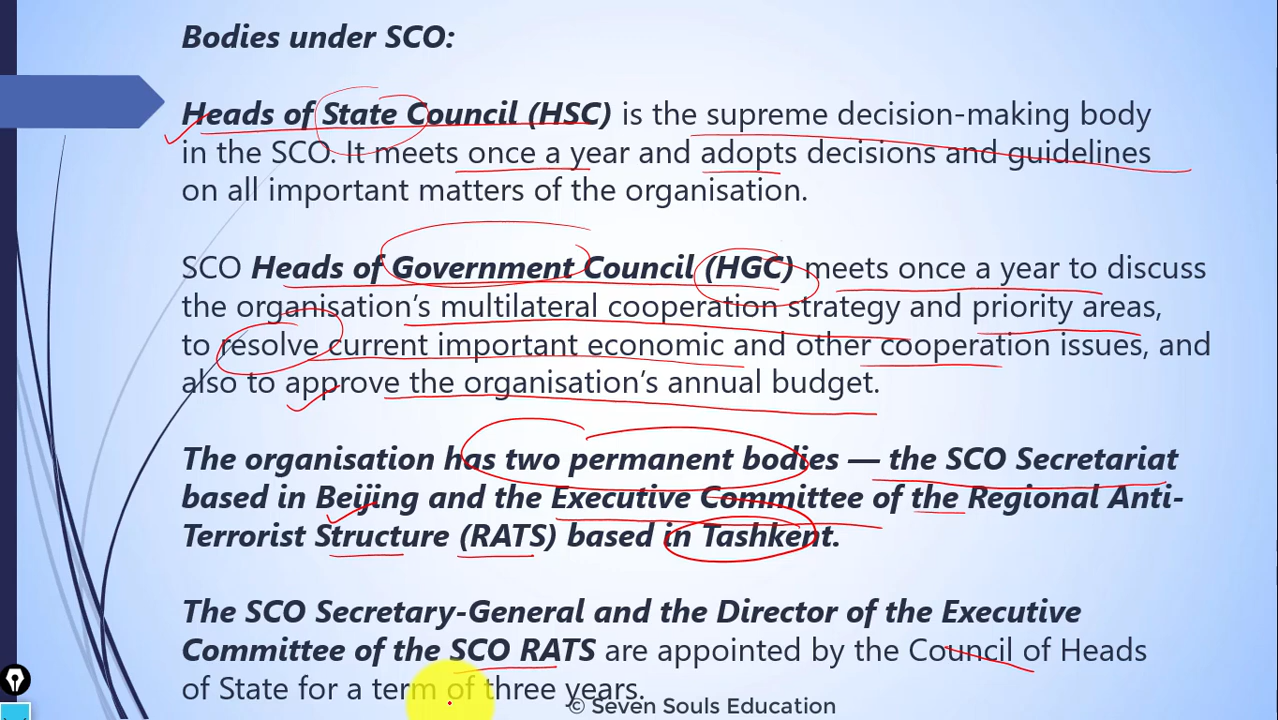 Bodies under SCO:
Heads of State Council (HSC) is the supreme decision-making body
in the SCO. It meets once a year and adopts decisions and guidelines
on all important matters of the organisation.
SCO Heads of Government Council (HGC) meets once a year to discuss
the organisation's multilateral cooperation strategy and priority areas,
to resolve current important economic and other cooperation issues, and
also to approve the organisation's annual budget.
The organisation has two permanent bodies — the SCO Secretariat
based in Beijing and the Executive Committee of the Regional Anti-
Terrorist Structure (RATS) based in Tashkent.
The SCO Secretary-General and the Director of the Executive
Committee of the SCO RATS are appointed by the Council of Heads
of State for a term of three years.
© Seven Souls Education